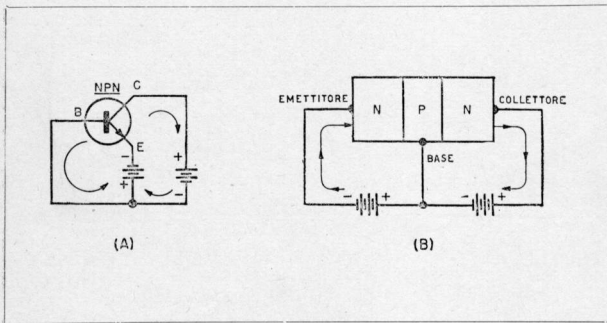 NPN
C
B
E
-
+
+
-
(A)
EMETTITORE
N
P
N
COLLETTORE
BASE
-
+
-
+
(B)